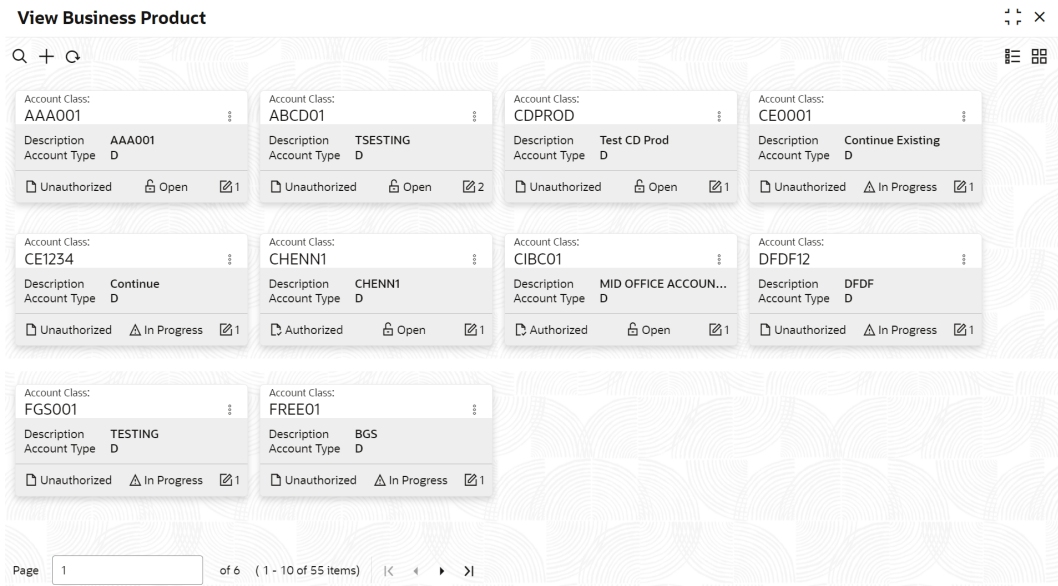 View Business Product
Account Class:
AAA001
Description AAA001
Account Type D
Unauthorized Open 1
Account Class:
ABCD01
Description TSESTING
Account Type D
Unauthorized Open 2
Account Class:
CDPROD
Description Test CD Prod
Account Type D
Unauthorized Open 1
Account Class:
CE0001
Description Continue Existing
Account Type D
Unauthorized In Progress 1
Account Class:
CE1234
Description Continue
Account Type D
Unauthorized In Progress 1
Account Class:
CHENN1
Description CHENN1
Account Type D
Authorized Open 1
Account Class:
CIBC01
Description MID OFFICE ACCOUN...
Account Type D
Authorized Open 1
Account Class:
DFDF12
Description DFDF
Account Type D
Unauthorized In Progress 1
Account Class:
FGS001
Description TESTING
Account Type D
Unauthorized In Progress 1
Account Class:
FREE01
Description BGS
Account Type D
Unauthorized In Progress 1
Page 1 of 6 (1 - 10 of 55 items)